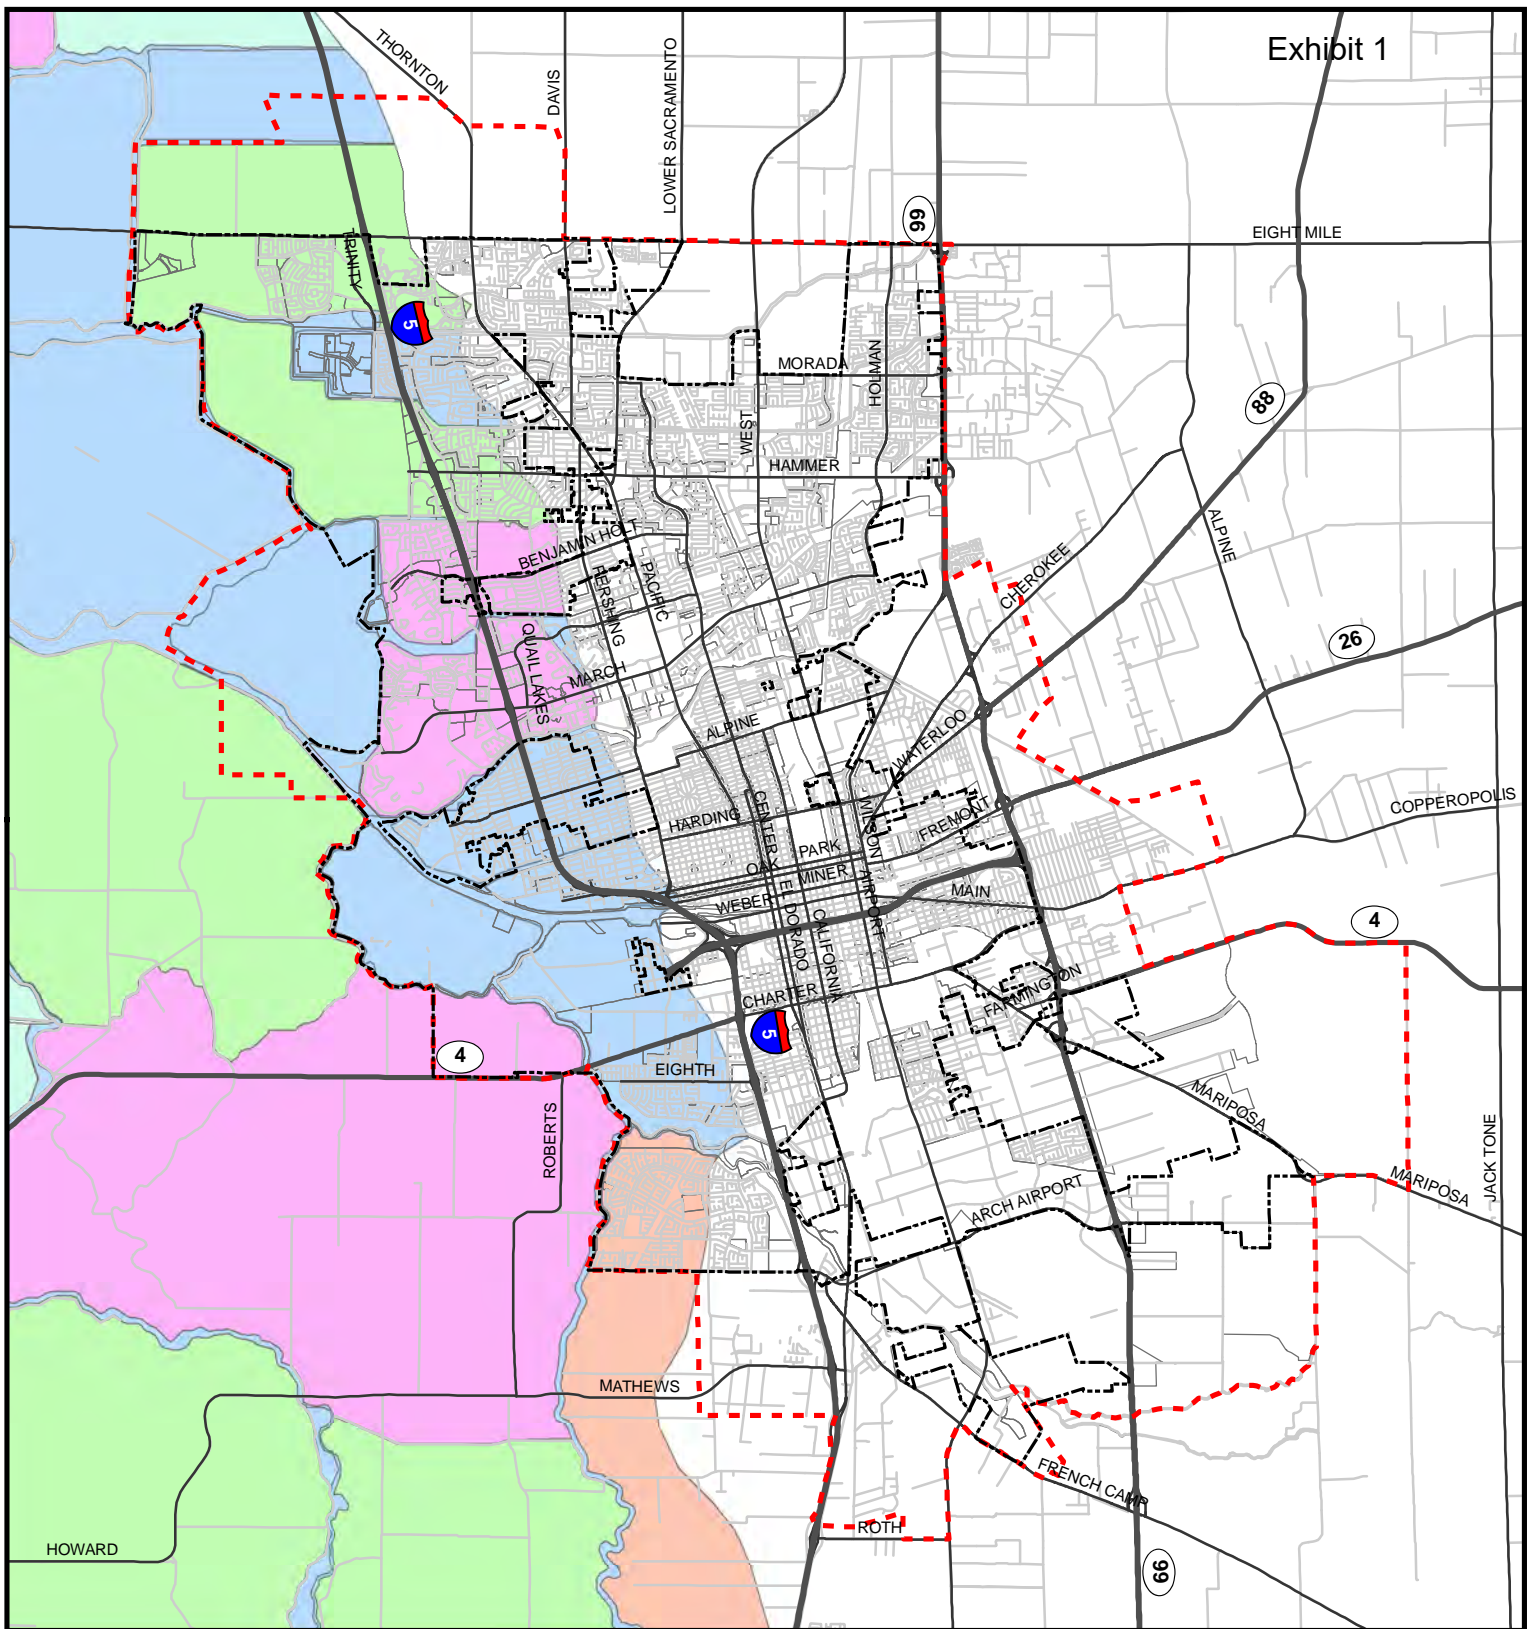 Exhibit 1
THORNTON
DAVIS
LOWER SACRAMENTO
99
EIGHT MILE
TRINITY
5
MORADA
HOLMAN
88
WEST
HAMMER
ALPINE
BENJAMIN HOLT
PERSHING
PACIFIC
CHEROKEE
26
QUAIL LAKES
MARCH
ALPINE
WATERLOO
COPPEROPOLIS
HARDING
CENTER
WILSON
FREMONT
PARK
OAK
MINER
WEBER
EL DORADO
CALIFORNIA
AIRPORT
MAIN
4
FARMINGTON
CHARTER
5
4
EIGHTH
ROBERTS
MARIPOSA
JACK TONE
MARIPOSA
ARCH AIRPORT
MATHEWS
FRENCH CAMP
ROTH
HOWARD
99